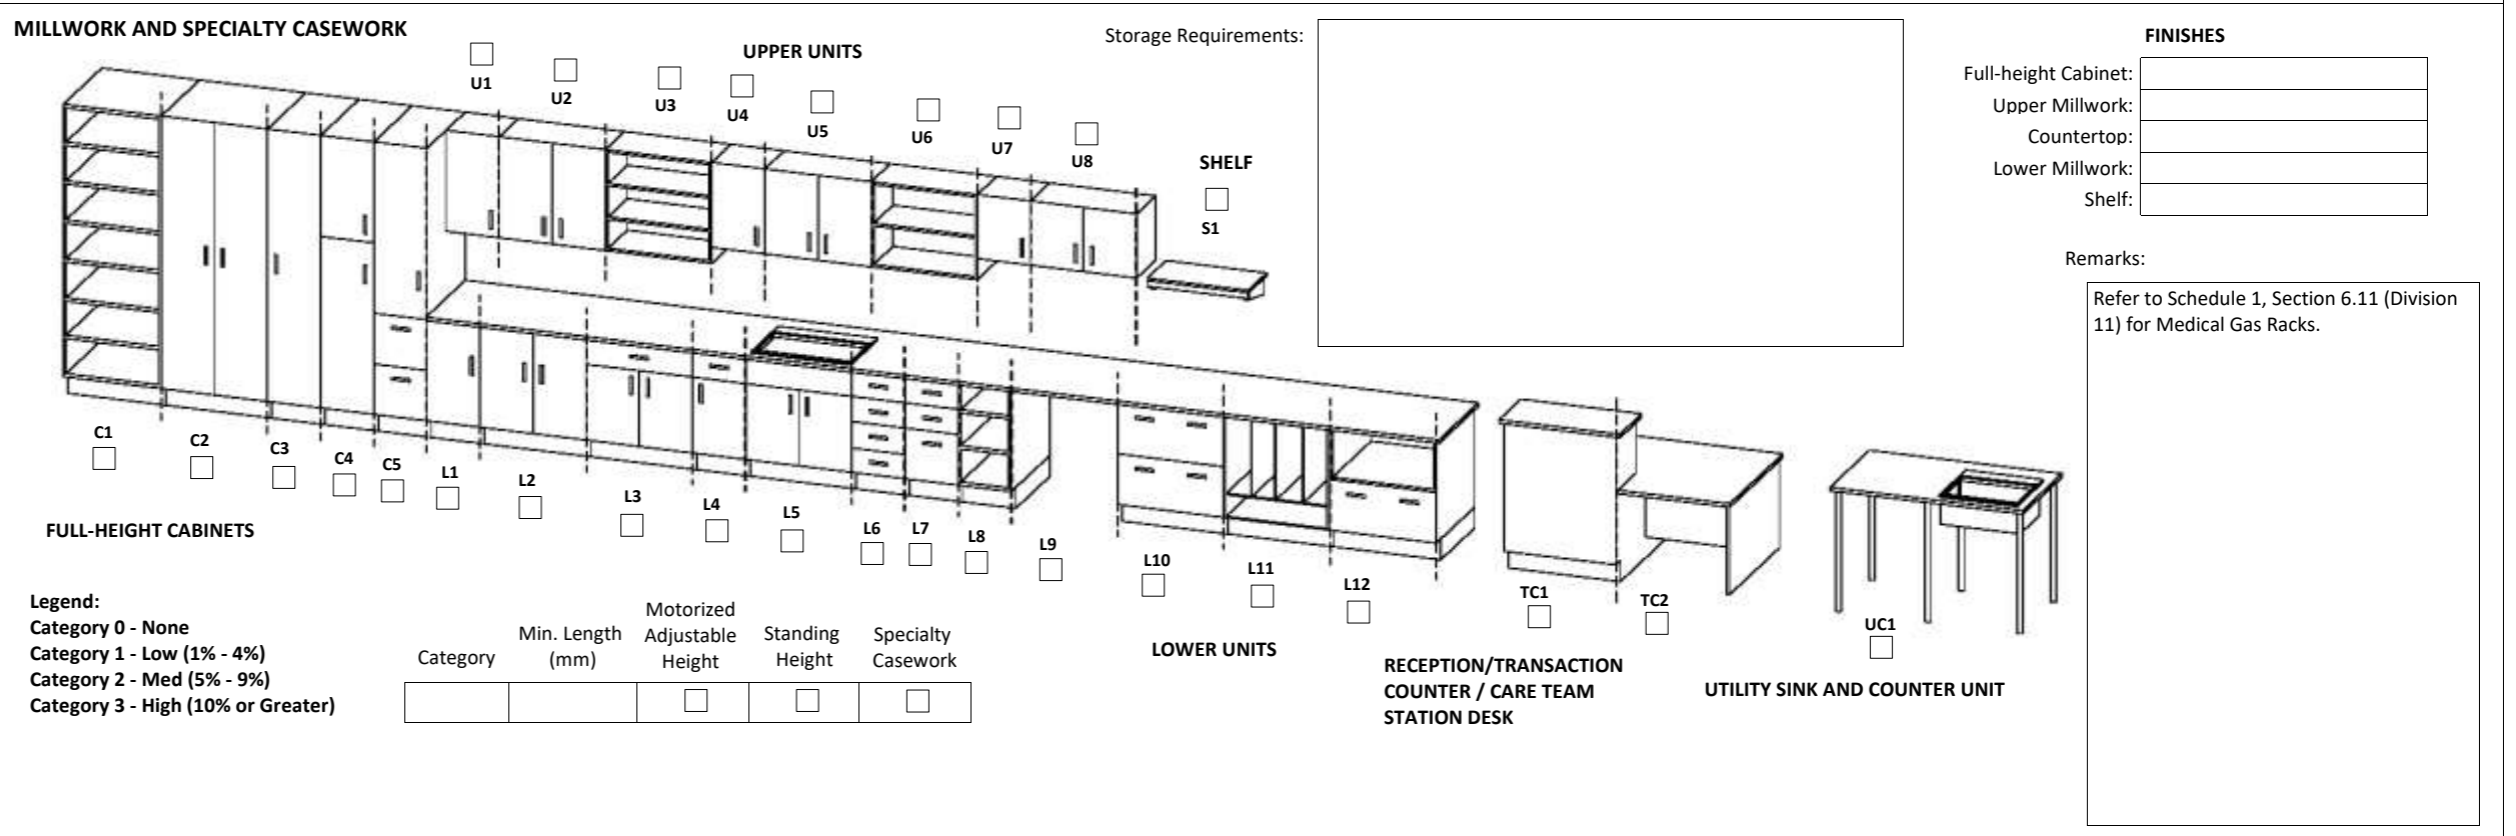 MILLWORK AND SPECIALTY CASEWORK
UPPER UNITS
U1
U2
U3
U4
U5
U6
U7
U8
SHELF
S1
Storage Requirements:
FINISHES
Full-height Cabinet:
Upper Millwork:
Countertop:
Lower Millwork:
Shelf:
Remarks:
Refer to Schedule 1, Section 6.11 (Division
11) for Medical Gas Racks.
C1
C2
C3
C4
C5
L1
L2
L3
L4
L5
L6
L7
L8
L9
L10
L11
L12
TC1
TC2
UC1
FULL-HEIGHT CABINETS
LOWER UNITS
RECEPTION/TRANSACTION
COUNTER / CARE TEAM
STATION DESK
UTILITY SINK AND COUNTER UNIT
Legend:
Category 0 - None
Category 1 - Low (1% - 4%)
Category 2 - Med (5% - 9%)
Category 3 - High (10% or Greater)
Category
Min. Length
(mm)
Motorized
Adjustable
Height
Standing
Height
Specialty
Casework